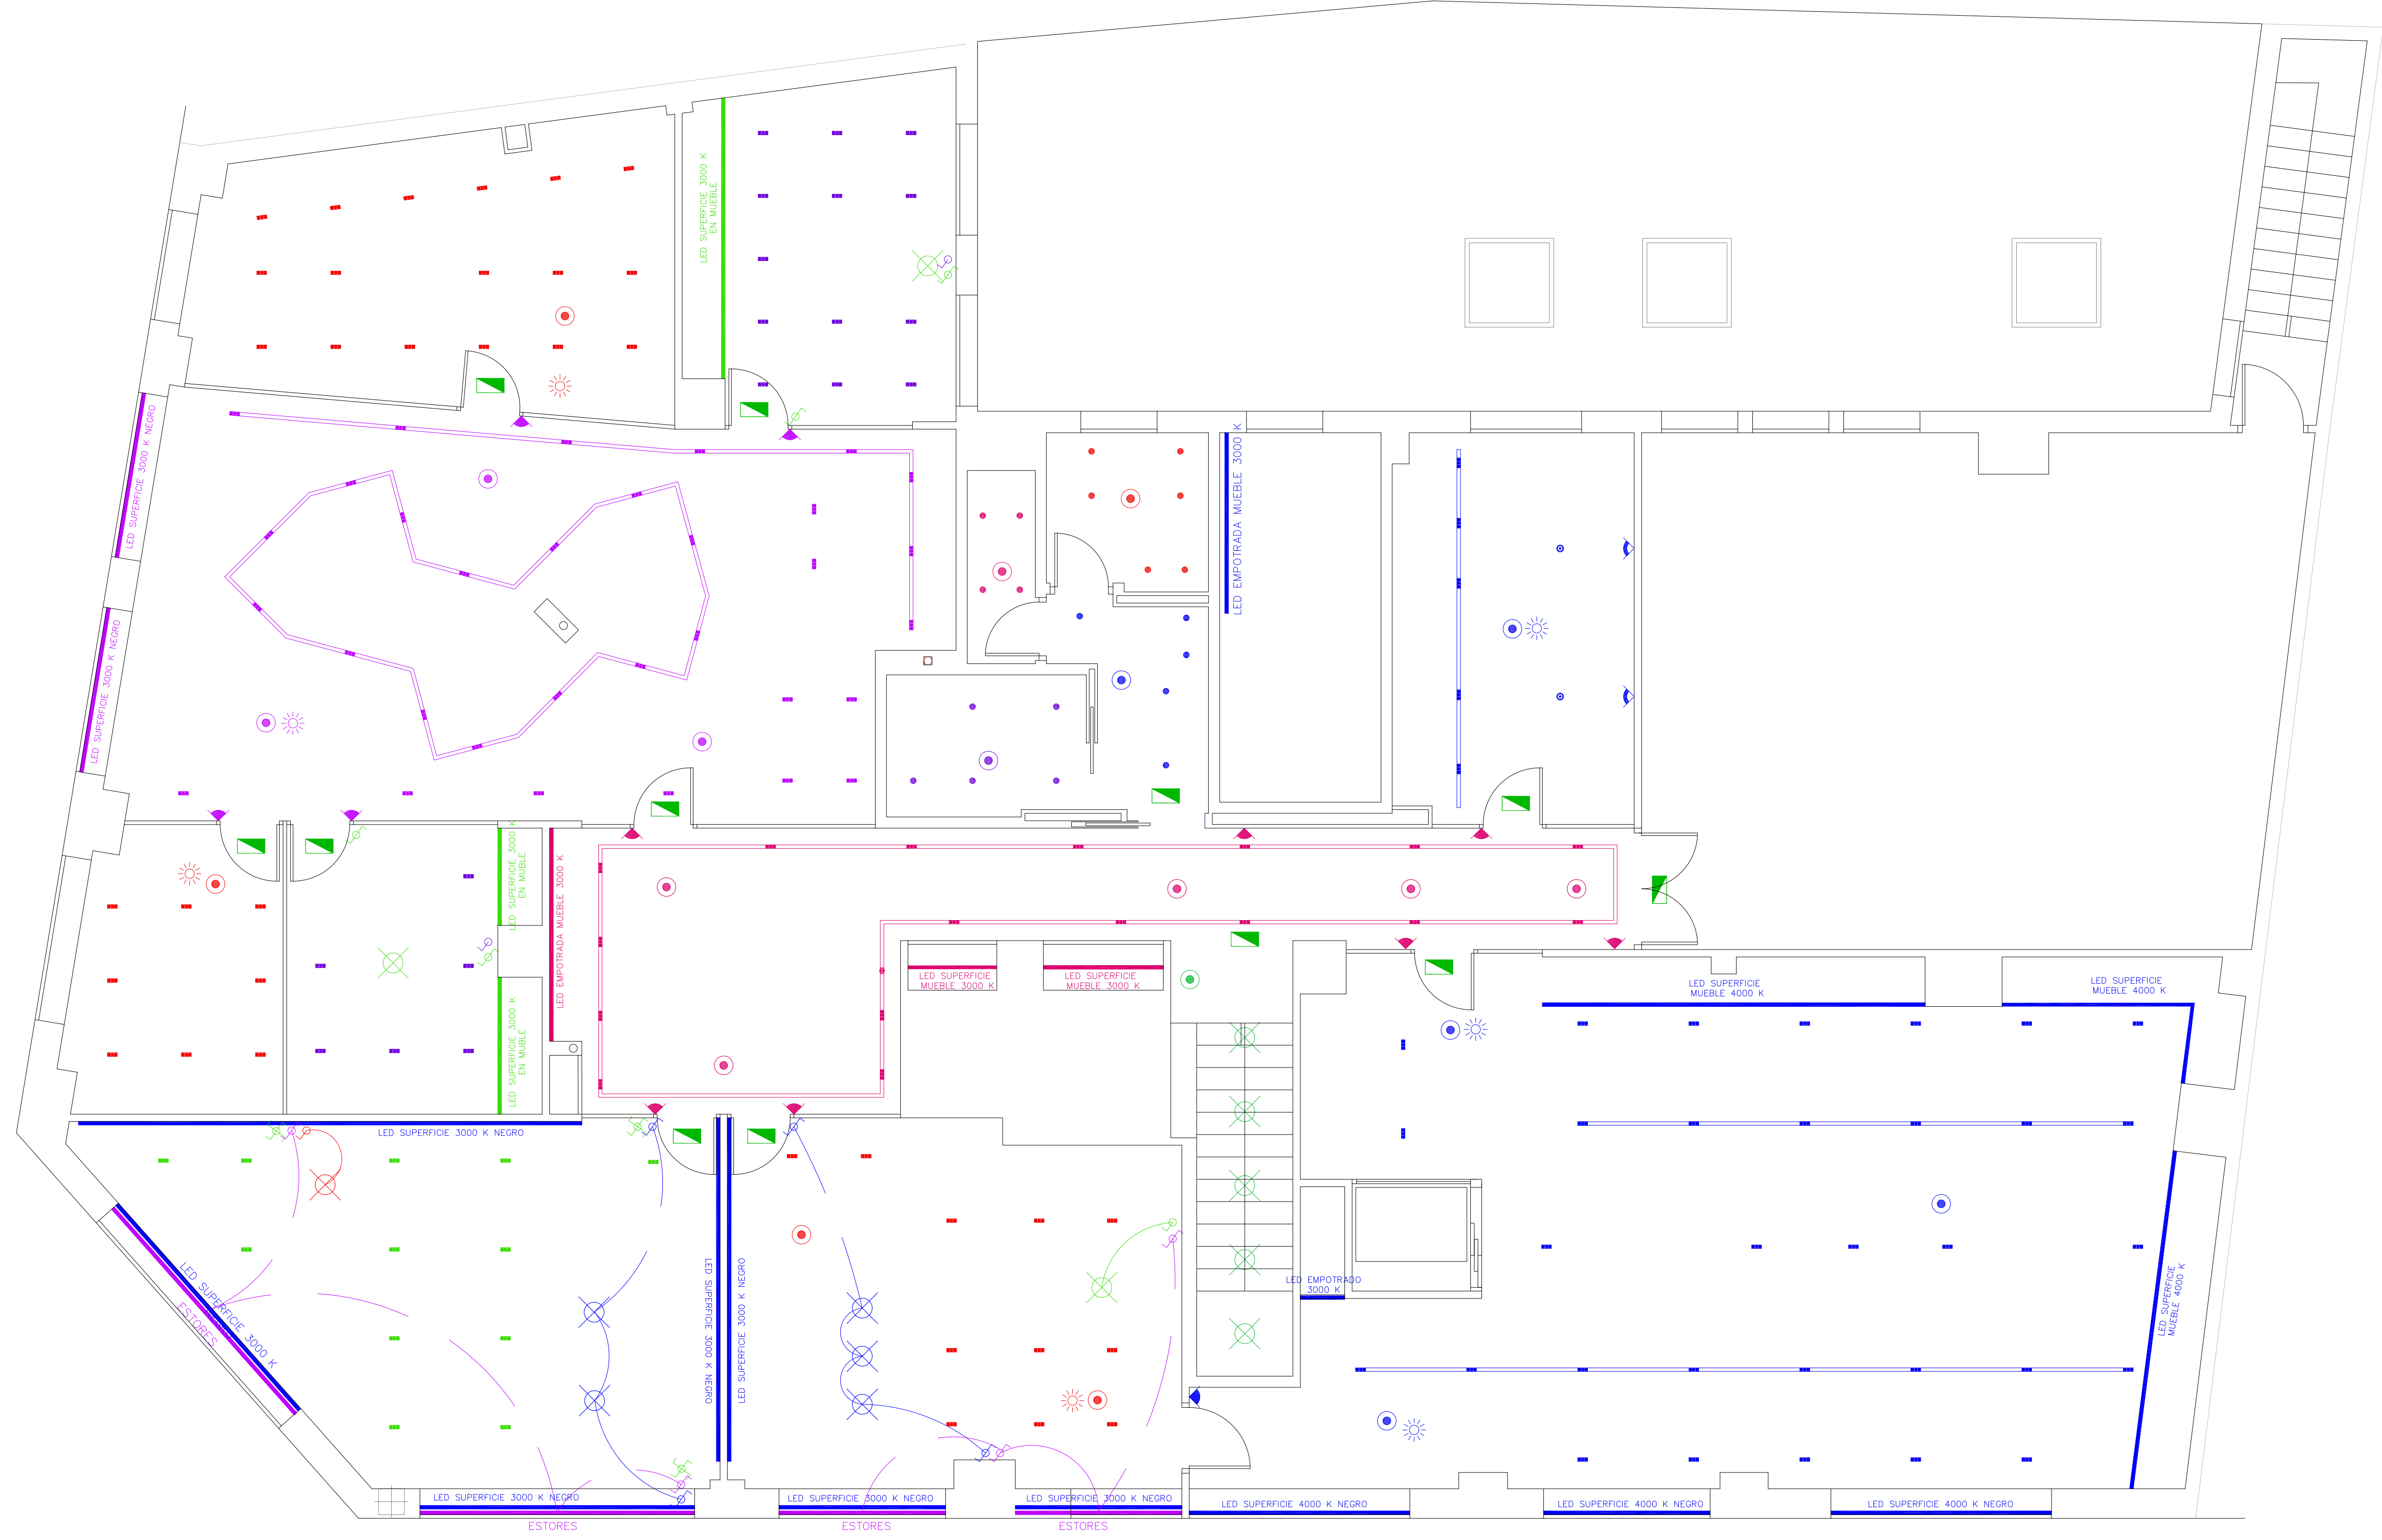 LED SUPERFICIE 3000 K
EN MUEBLE
LED SUPERFICIE 3000 K NEGRO
LED EMPOTRADA MUEBLE 3000 K
LED SUPERFICIE 3000 K NEGRO
LED SUPERFICIE 3000 K
EN MUBLE
LED EMPOTRADA MUEBLE 3000 K
LED SUPERFICIE
MUEBLE 3000 K
LED SUPERFICIE
MUEBLE 3000 K
LED SUPERFICIE
MUEBLE 4000 K
LED SUPERFICIE
MUEBLE 4000 K
LED SUPERFICIE 3000 K
EN MUBLE
LED SUPERFICIE 3000 K NEGRO
LED SUPERFICIE 3000 K
ESTORES
LED SUPERFICIE 3000 K NEGRO
LED SUPERFICIE 3000 K NEGRO
LED EMPOTRADO
3000 K
LED SUPERFICIE
MUEBLE 4000 K
LED SUPERFICIE 3000 K NEGRO
LED SUPERFICIE 3000 K NEGRO
LED SUPERFICIE 3000 K NEGRO
LED SUPERFICIE 4000 K NEGRO
LED SUPERFICIE 4000 K NEGRO
LED SUPERFICIE 4000 K NEGRO
ESTORES
ESTORES
ESTORES